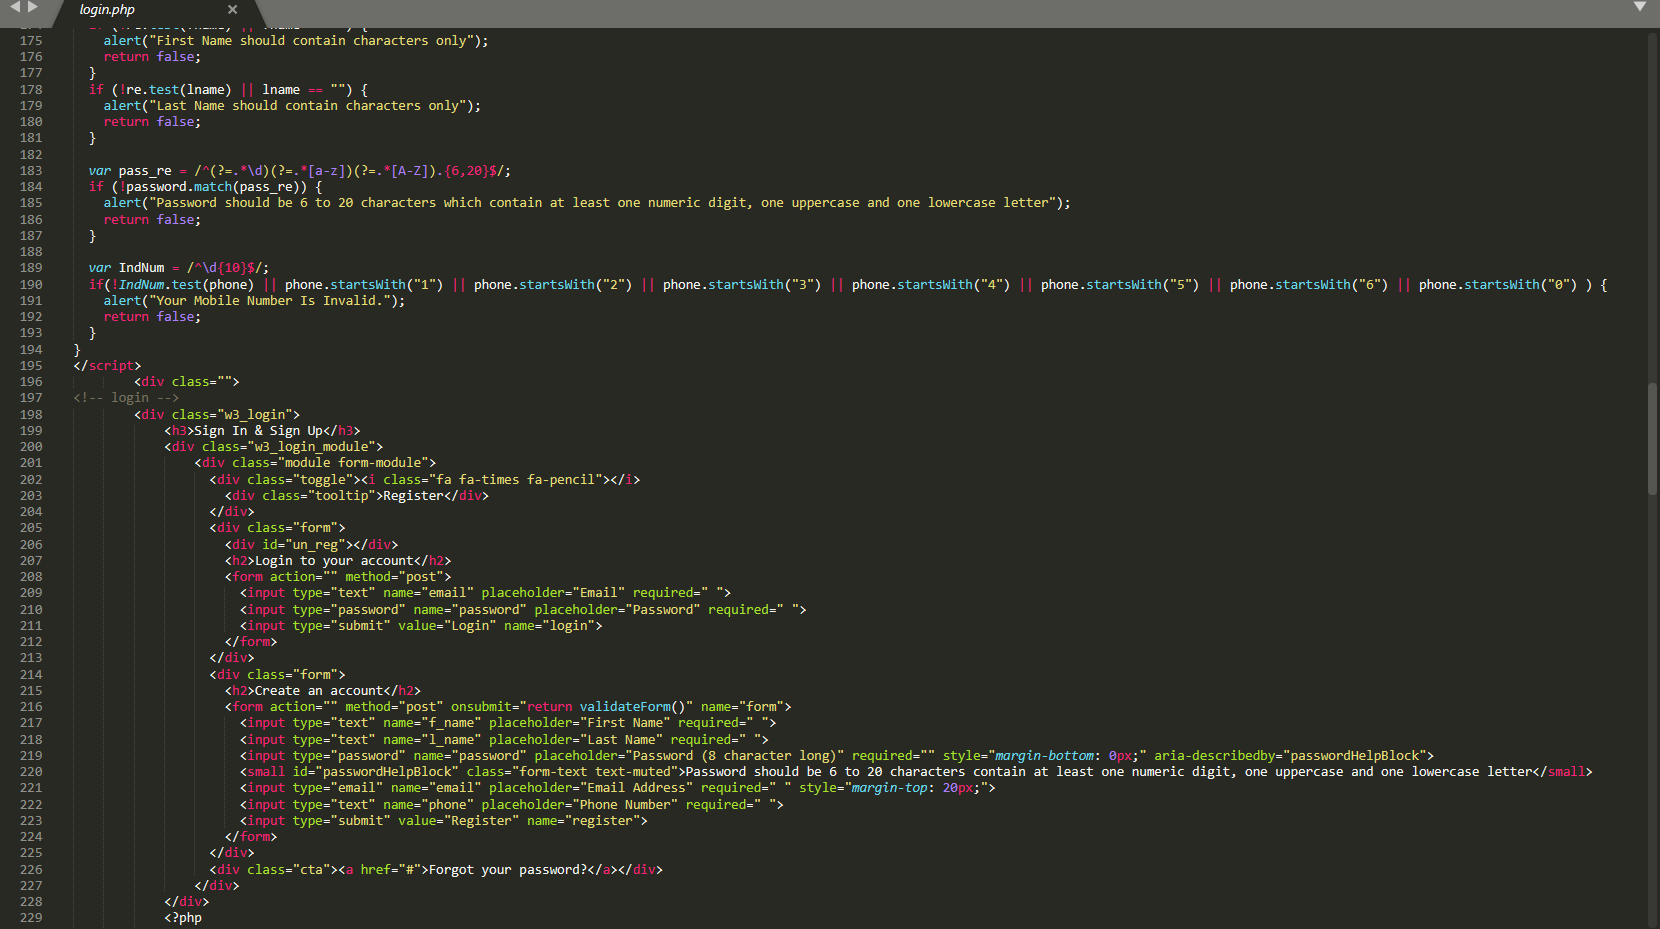 login.php ×
175 alert("First Name should contain characters only");
176 return false;
177 }
178 if (!re.test(lname) || lname == "") {
179 alert("Last Name should contain characters only");
180 return false;
181 }
182
183 var pass_re = /^(?=.*\d)(?=.*[a-z])(?=.*[A-Z]).{6,20}$/;
184 if (!password.match(pass_re)) {
185 alert("Password should be 6 to 20 characters which contain at least one numeric digit, one uppercase and one lowercase letter");
186 return false;
187 }
188
189 var IndNum = /^\d{10}$/;
190 if(!IndNum.test(phone) || phone.startsWith("1") || phone.startsWith("2") || phone.startsWith("3") || phone.startsWith("4") || phone.startsWith("5") || phone.startsWith("6") || phone.startsWith("0") ) {
191 alert("Your Mobile Number Is Invalid.");
192 return false;
193 }
194 }
195 </script>
196 <div class="">
197 <!-- login -->
198 <div class="w3_login">
199 <h3>Sign In & Sign Up</h3>
200 <div class="w3_login_module">
201 <div class="module form-module">
202 <div class="toggle"><i class="fa fa-times fa-pencil"></i>
203 <div class="tooltip">Register</div>
204 </div>
205 <div class="form">
206 <div id="un_reg"></div>
207 <h2>Login to your account</h2>
208 <form action="" method="post">
209 <input type="text" name="email" placeholder="Email" required=" ">
210 <input type="password" name="password" placeholder="Password" required=" ">
211 <input type="submit" value="Login" name="login">
212 </form>
213 </div>
214 <div class="form">
215 <h2>Create an account</h2>
216 <form action="" method="post" onsubmit="return validateForm()" name="form">
217 <input type="text" name="f_name" placeholder="First Name" required=" ">
218 <input type="text" name="l_name" placeholder="Last Name" required=" ">
219 <input type="password" name="password" placeholder="Password (8 character long)" required="" style="margin-bottom: 0px;" aria-describedby="passwordHelpBlock">
220 <small id="passwordHelpBlock" class="form-text text-muted">Password should be 6 to 20 characters contain at least one numeric digit, one uppercase and one lowercase letter</small>
221 <input type="email" name="email" placeholder="Email Address" required=" " style="margin-top: 20px;">
222 <input type="text" name="phone" placeholder="Phone Number" required=" ">
223 <input type="submit" value="Register" name="register">
224 </form>
225 </div>
226 <div class="cta"><a href="#">Forgot your password?</a></div>
227 </div>
228 </div>
229 <?php